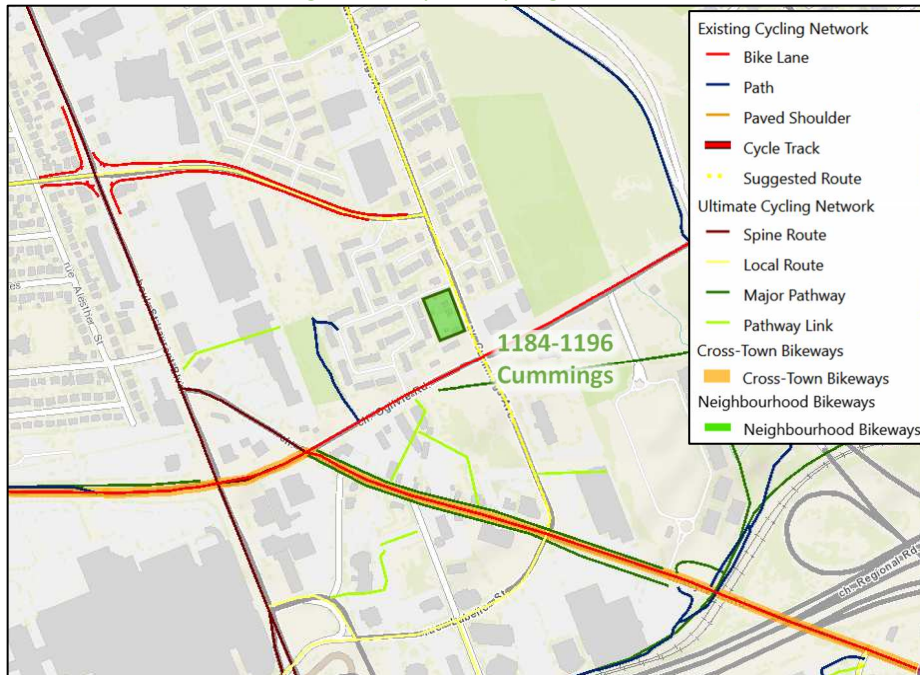 Existing Cycling Network
Bike Lane
Path
Paved Shoulder
Cycle Track
Suggested Route
Ultimate Cycling Network
Spine Route
Local Route
Major Pathway
Pathway Link
Cross-Town Bikeways
Cross-Town Bikeways
Neighbourhood Bikeways
Neighbourhood Bikeways
rue Alesther St
1184-1196
Cummings
ch. Ogilvie Rd.
ch Regional Rd